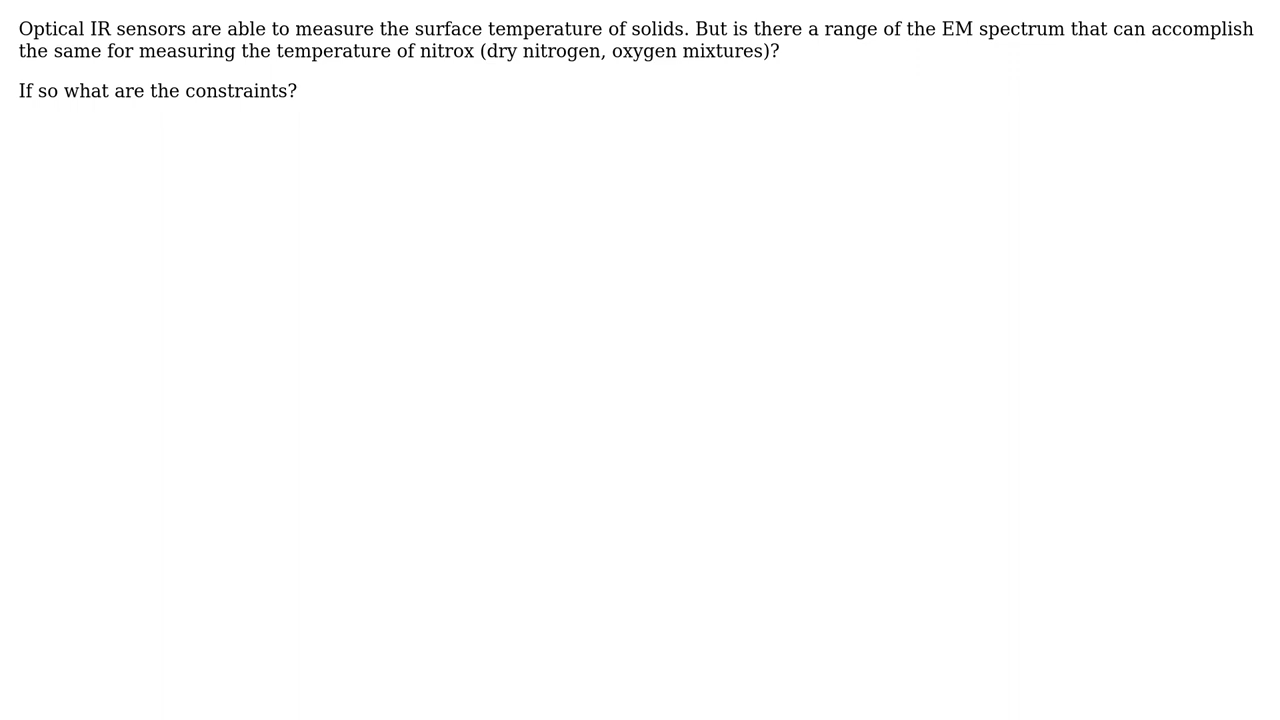 Optical IR sensors are able to measure the surface temperature of solids. But is there a range of the EM spectrum that can accomplish
the same for measuring the temperature of nitrox (dry nitrogen, oxygen mixtures)?
If so what are the constraints?